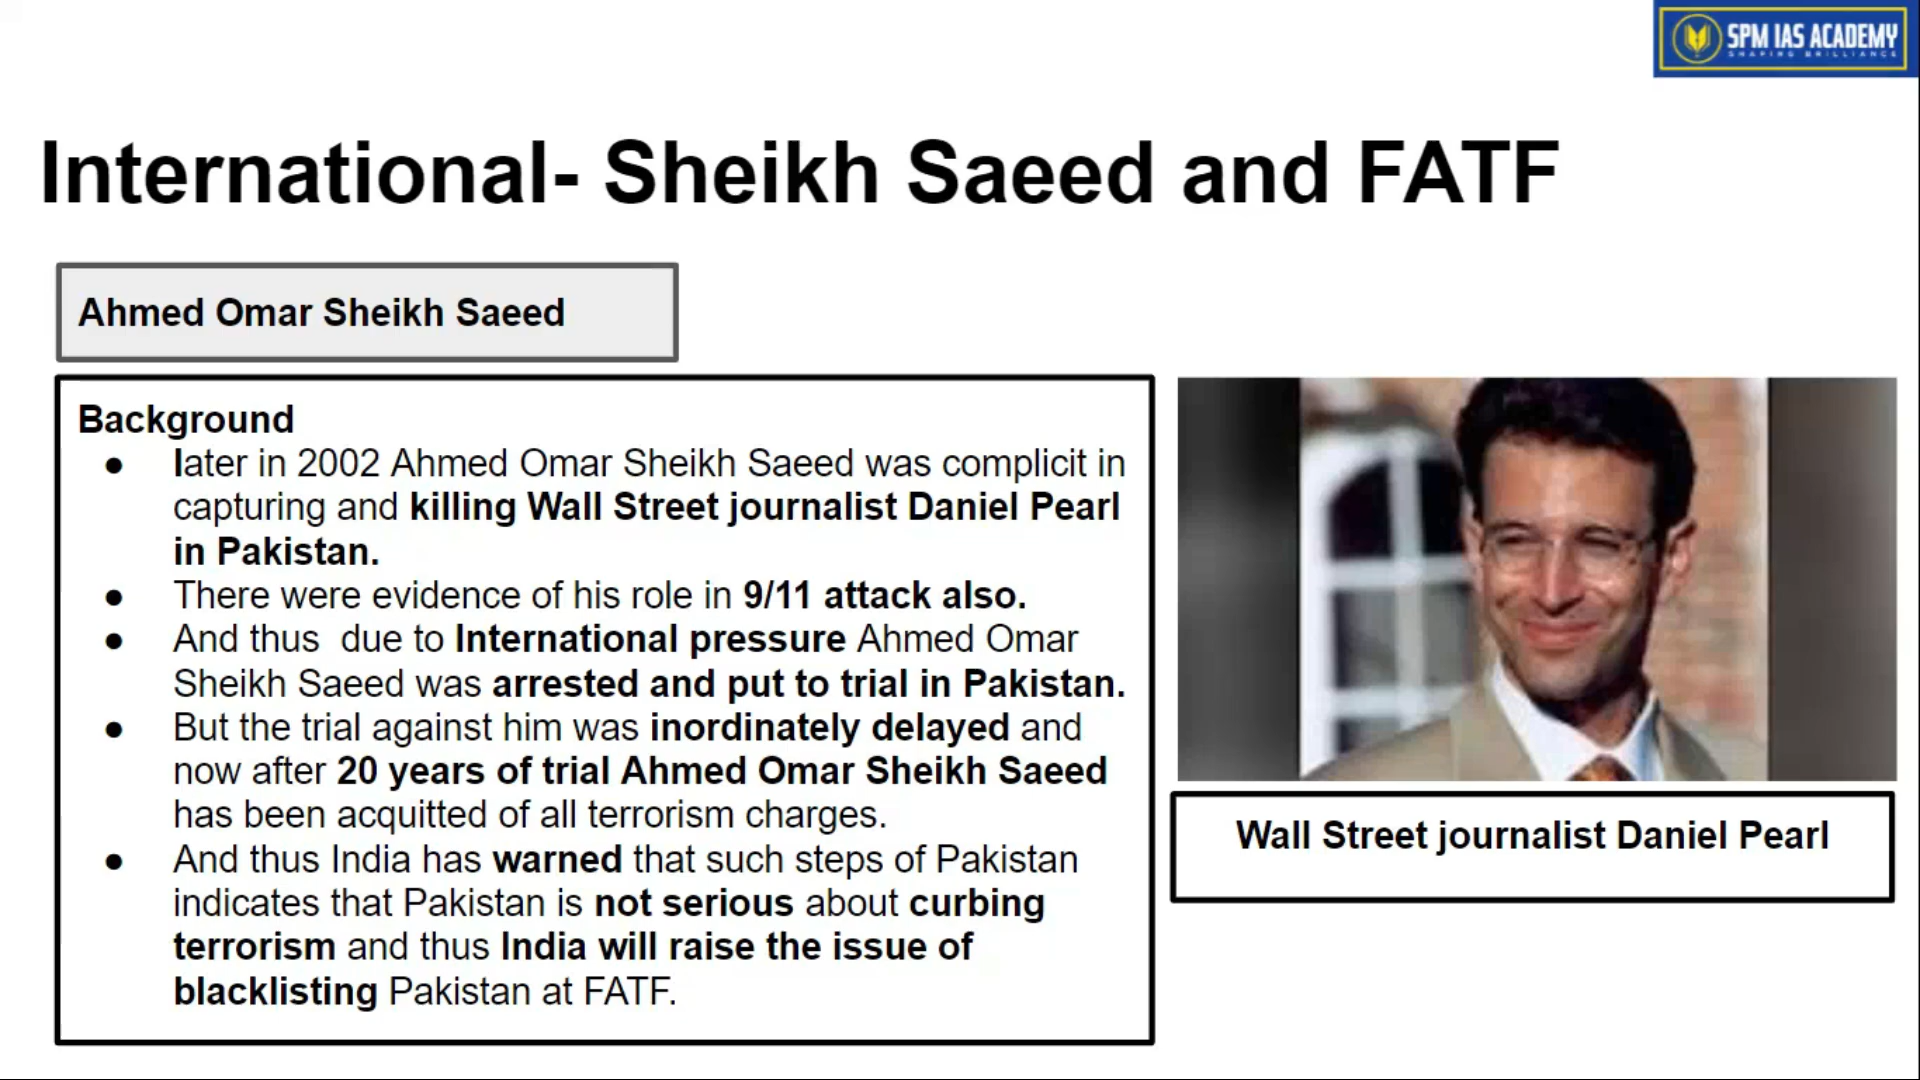 SPM IAS ACADEMY
SHAPING BRILLIANCE
International- Sheikh Saeed and FATF
Ahmed Omar Sheikh Saeed
Background
● later in 2002 Ahmed Omar Sheikh Saeed was complicit in
capturing and killing Wall Street journalist Daniel Pearl
in Pakistan.
● There were evidence of his role in 9/11 attack also.
● And thus due to International pressure Ahmed Omar
Sheikh Saeed was arrested and put to trial in Pakistan.
● But the trial against him was inordinately delayed and
now after 20 years of trial Ahmed Omar Sheikh Saeed
has been acquitted of all terrorism charges.
● And thus India has warned that such steps of Pakistan
indicates that Pakistan is not serious about curbing
terrorism and thus India will raise the issue of
blacklisting Pakistan at FATF.
Wall Street journalist Daniel Pearl